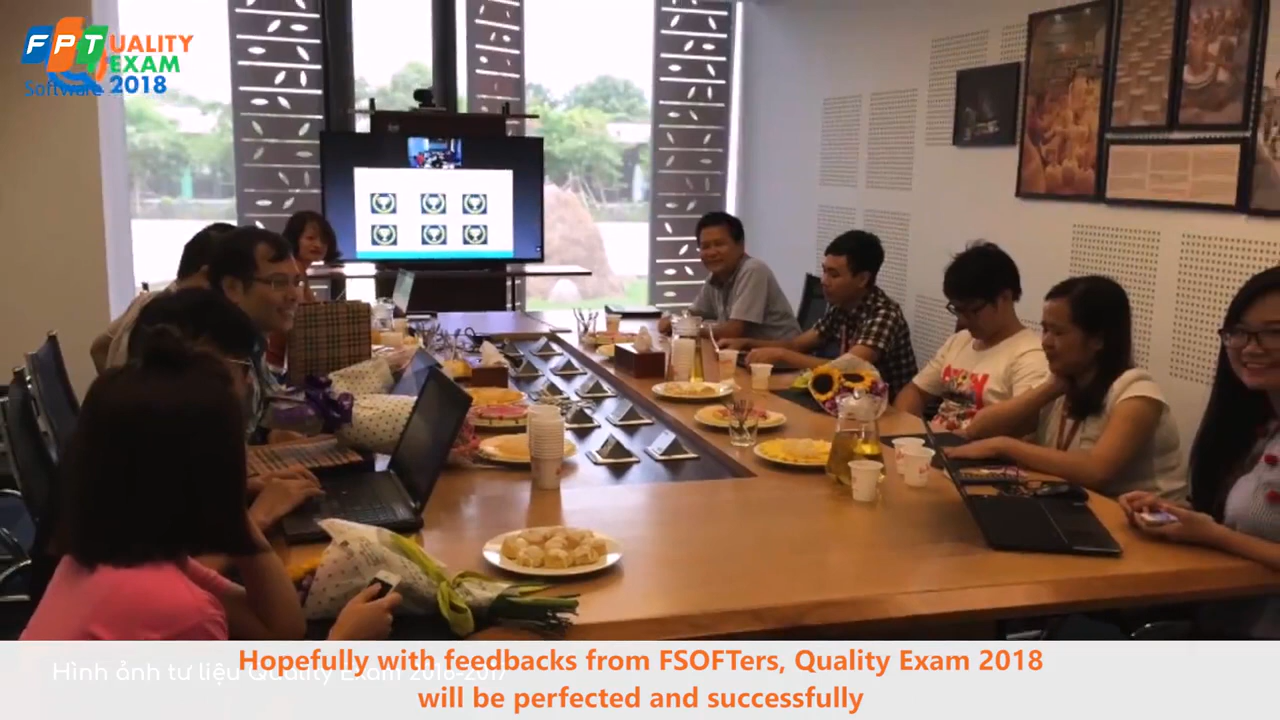 FPT UALITY
EXAM
Software 2018
Hình ảnh tư liệu Quality Exam 2016-2017
Hopefully with feedbacks from FSOFTers, Quality Exam 2018
will be perfected and successfully